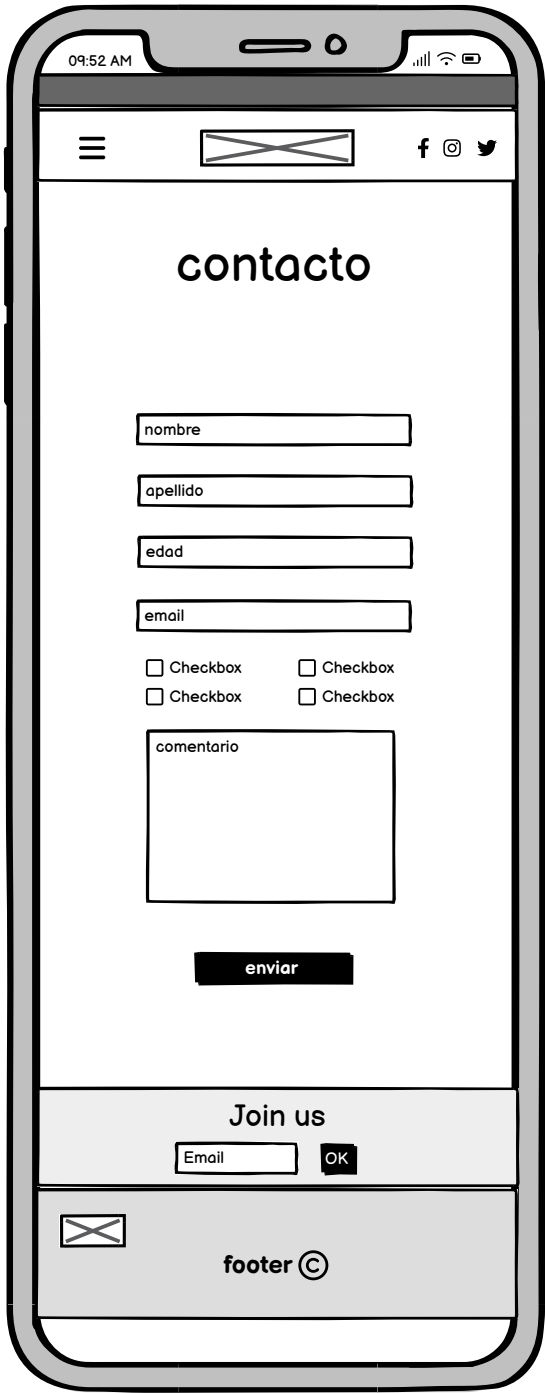 09:52 AM
contacto
nombre
apellido
edad
email
Checkbox Checkbox
Checkbox Checkbox
comentario
enviar
Join us
Email OK
footer ©